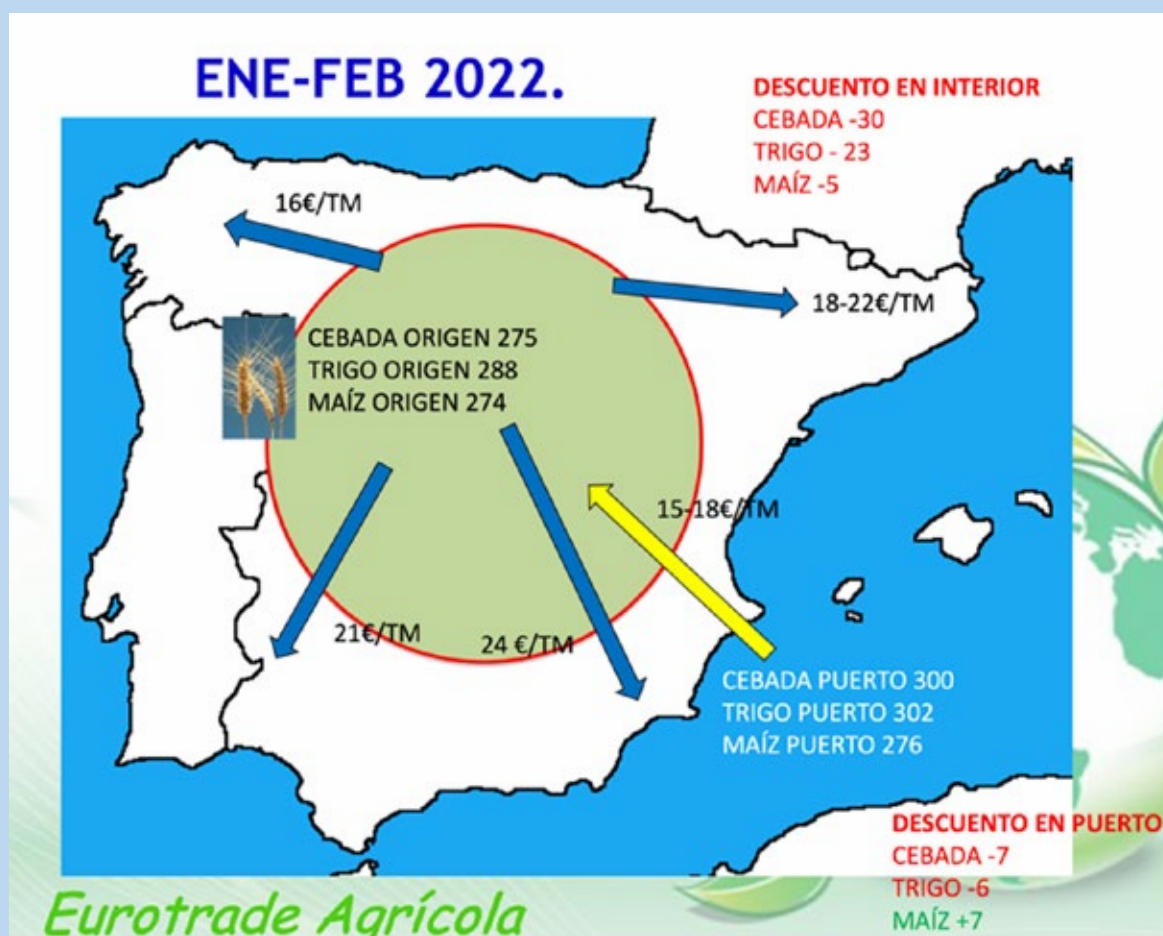 ENE-FEB 2022.
DESCUENTO EN INTERIOR
CEBADA -30
TRIGO - 23
MAÍZ -5
16€/TM
18-22€/TM
CEBADA ORIGEN 275
TRIGO ORIGEN 288
MAÍZ ORIGEN 274
15-18€/TM
21€/TM
24 €/TM
CEBADA PUERTO 300
TRIGO PUERTO 302
MAÍZ PUERTO 276
DESCUENTO EN PUERTO
CEBADA -7
TRIGO -6
MAÍZ +7
Eurotrade Agrícola